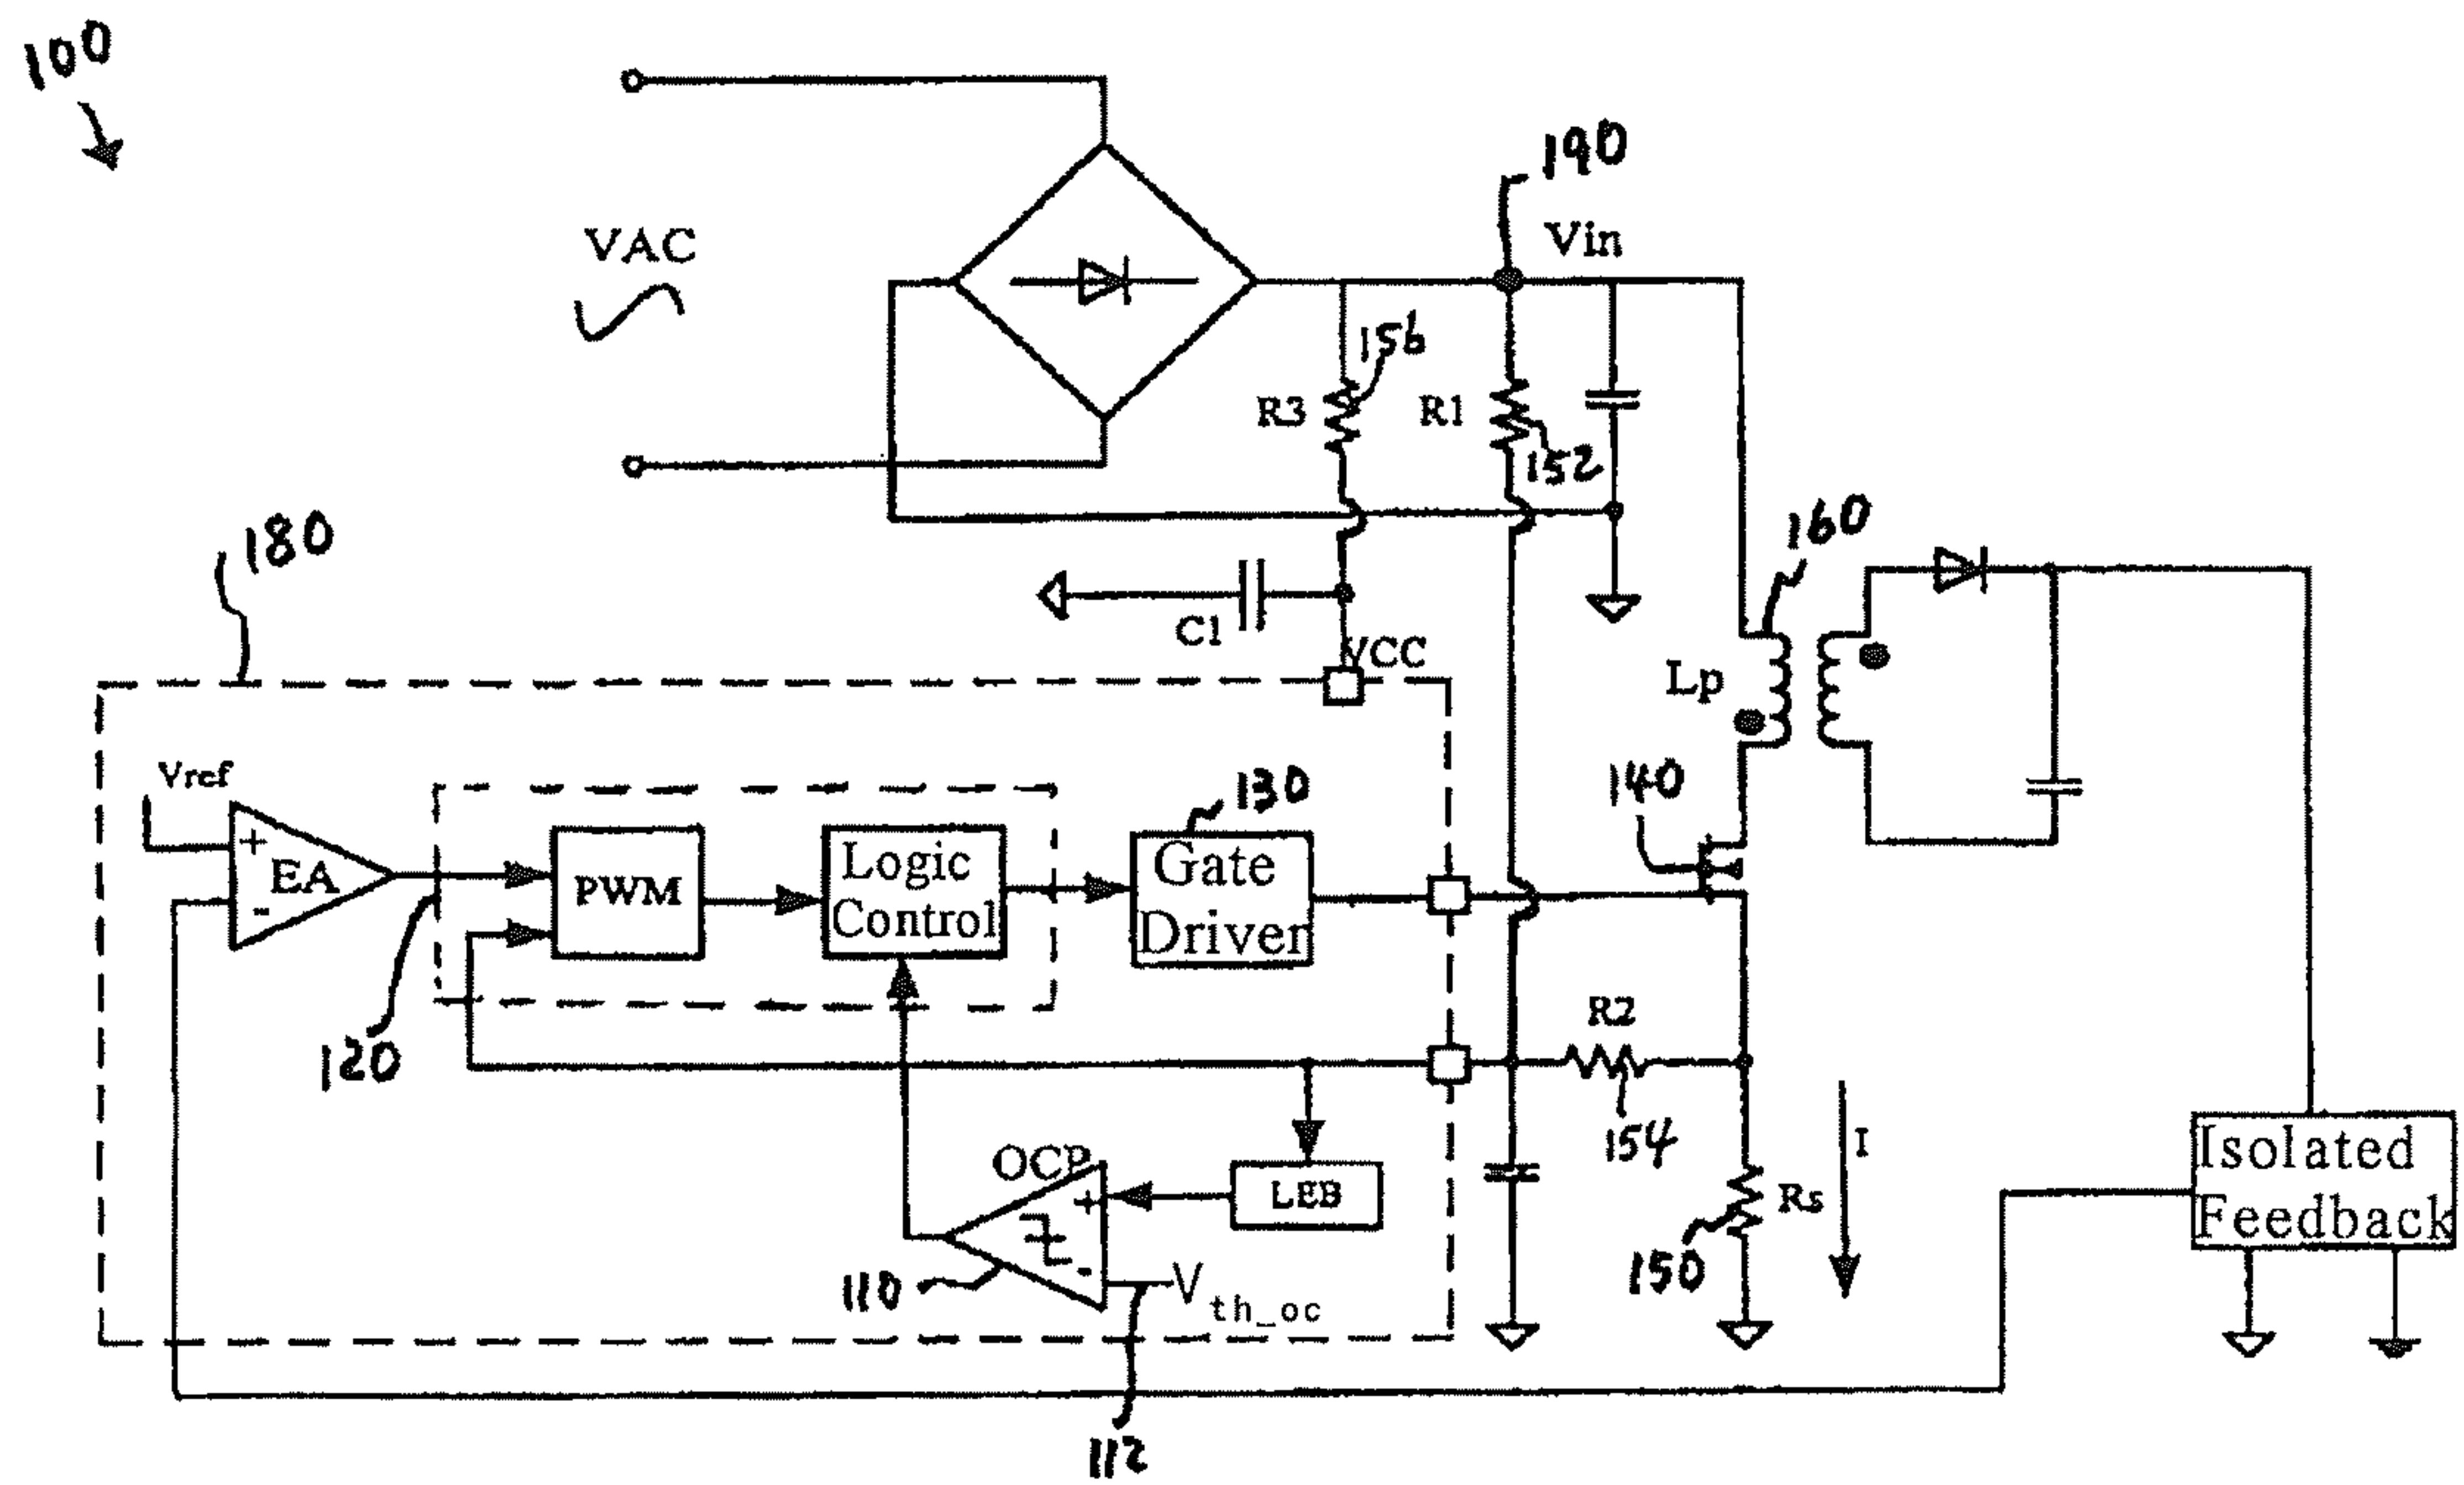 100
190
VAC
Vin
156
R3
R1
152
180
160
C1
VCC
Lp
Vref
130
140
+
EA
-
PWM
Logic
Control
Gate
Driver
R2
120
154
OCP
I
LEB
+
-
Rs
150
110
V th_oc
Isolated
Feedback
112